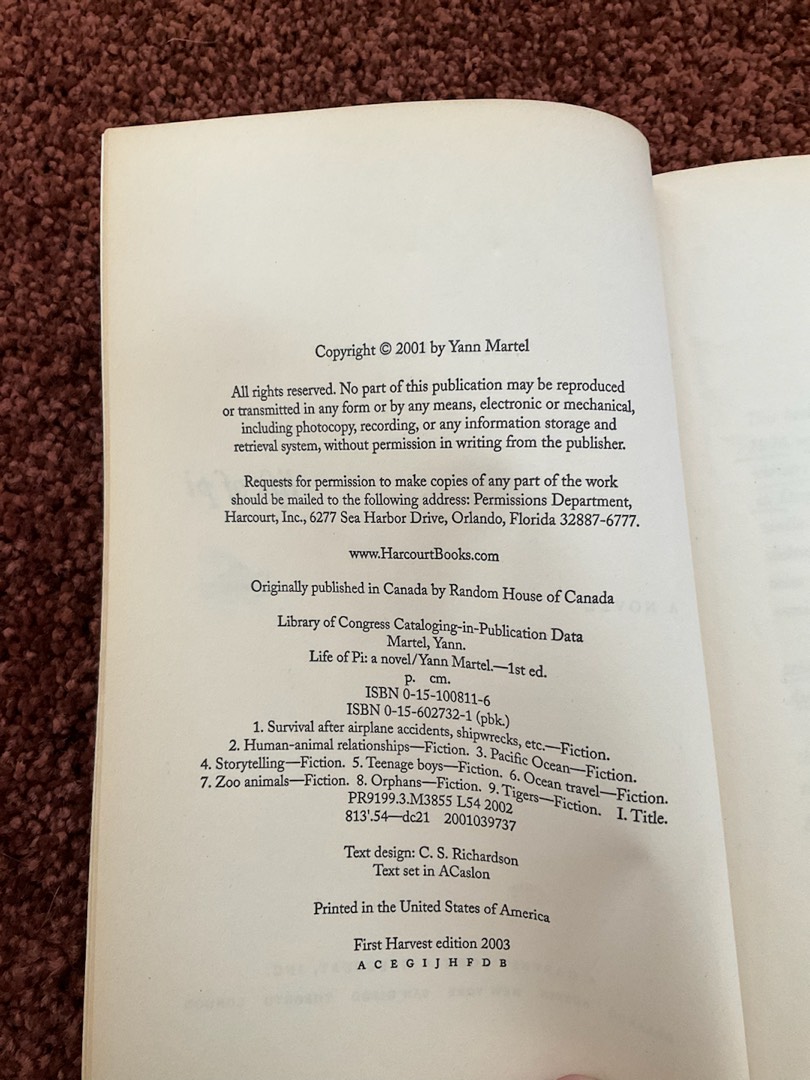 Copyright © 2001 by Yann Martel
All rights reserved. No part of this publication may be reproduced
or transmitted in any form or by any means, electronic or mechanical,
including photocopy, recording, or any information storage and
retrieval system, without permission in writing from the publisher.
Requests for permission to make copies of any part of the work
should be mailed to the following address: Permissions Department,
Harcourt, Inc., 6277 Sea Harbor Drive, Orlando, Florida 32887-6777.
www.HarcourtBooks.com
Originally published in Canada by Random House of Canada
Library of Congress Cataloging-in-Publication Data
Martel, Yann.
Life of Pi: a novel/Yann Martel.—1st ed.
p. cm.
ISBN 0-15-100811-6
ISBN 0-15-602732-1 (pbk.)
1. Survival after airplane accidents, shipwrecks, etc.—Fiction.
2. Human-animal relationships—Fiction. 3. Pacific Ocean—Fiction.
4. Storytelling—Fiction. 5. Teenage boys—Fiction. 6. Ocean travel—Fiction.
7. Zoo animals—Fiction. 8. Orphans—Fiction. 9. Tigers—Fiction. I. Title.
PR9199.3.M3855 L54 2002
813'.54—dc21 2001039737
Text design: C. S. Richardson
Text set in ACaslon
Printed in the United States of America
First Harvest edition 2003
A C E G I J H F D B